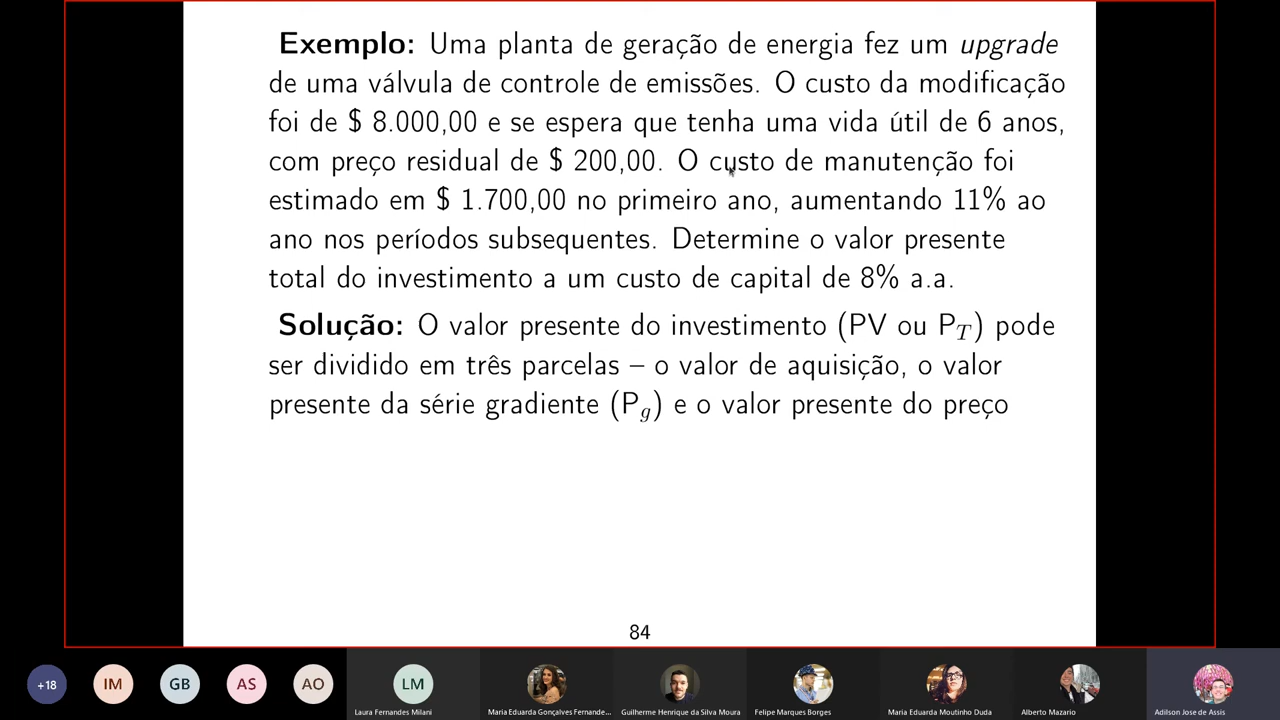 Exemplo: Uma planta de geração de energia fez um upgrade
de uma válvula de controle de emissões. O custo da modificação
foi de $ 8.000,00 e se espera que tenha uma vida útil de 6 anos,
com preço residual de $ 200,00. O custo de manutenção foi
estimado em $ 1.700,00 no primeiro ano, aumentando 11% ao
ano nos períodos subsequentes. Determine o valor presente
total do investimento a um custo de capital de 8% a.a.
Solução: O valor presente do investimento (PV ou P_T) pode
ser dividido em três parcelas – o valor de aquisição, o valor
presente da série gradiente (P_g) e o valor presente do preço
84
+18 IM GB AS AO LM
Laura Fernandes Milani Maria Eduarda Gonçalves Fernande... Guilherme Henrique da Silva Moura Felipe Marques Borges Maria Eduarda Moutinho Duda Alberto Mazario Adilson Jose de Assis